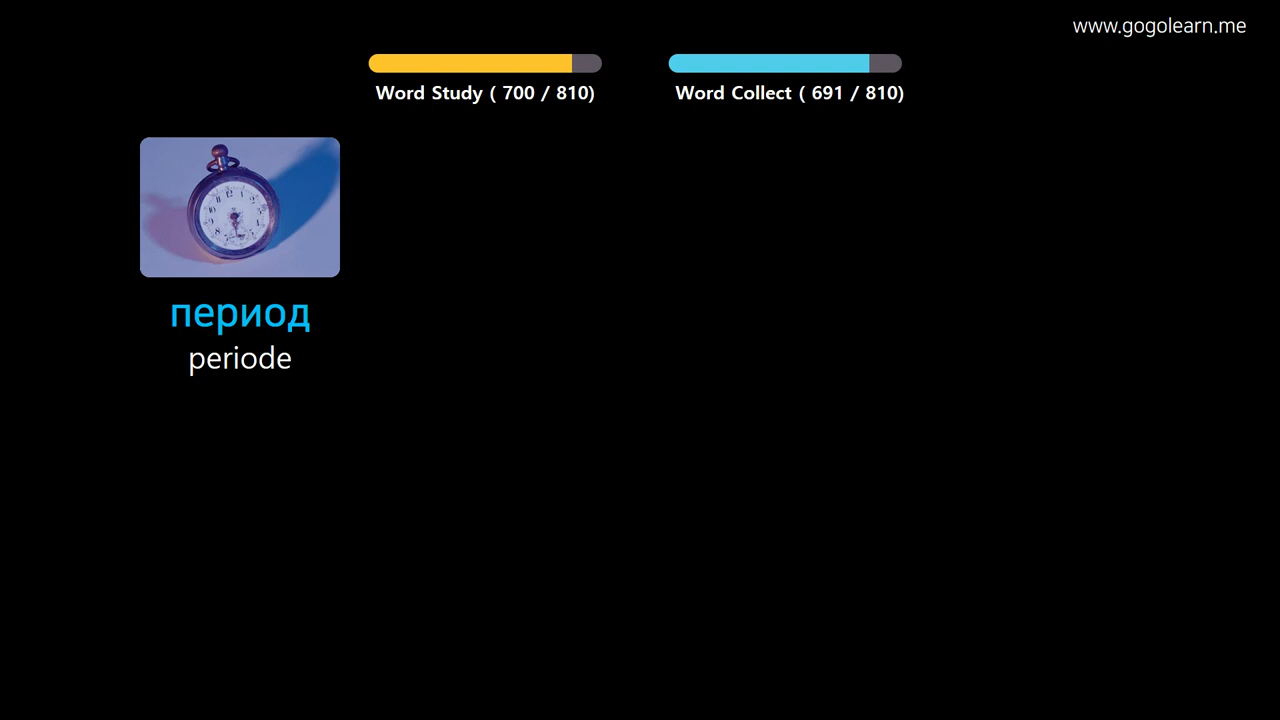 www.gogolearn.me
Word Study ( 700 / 810)
Word Collect ( 691 / 810)
период
periode